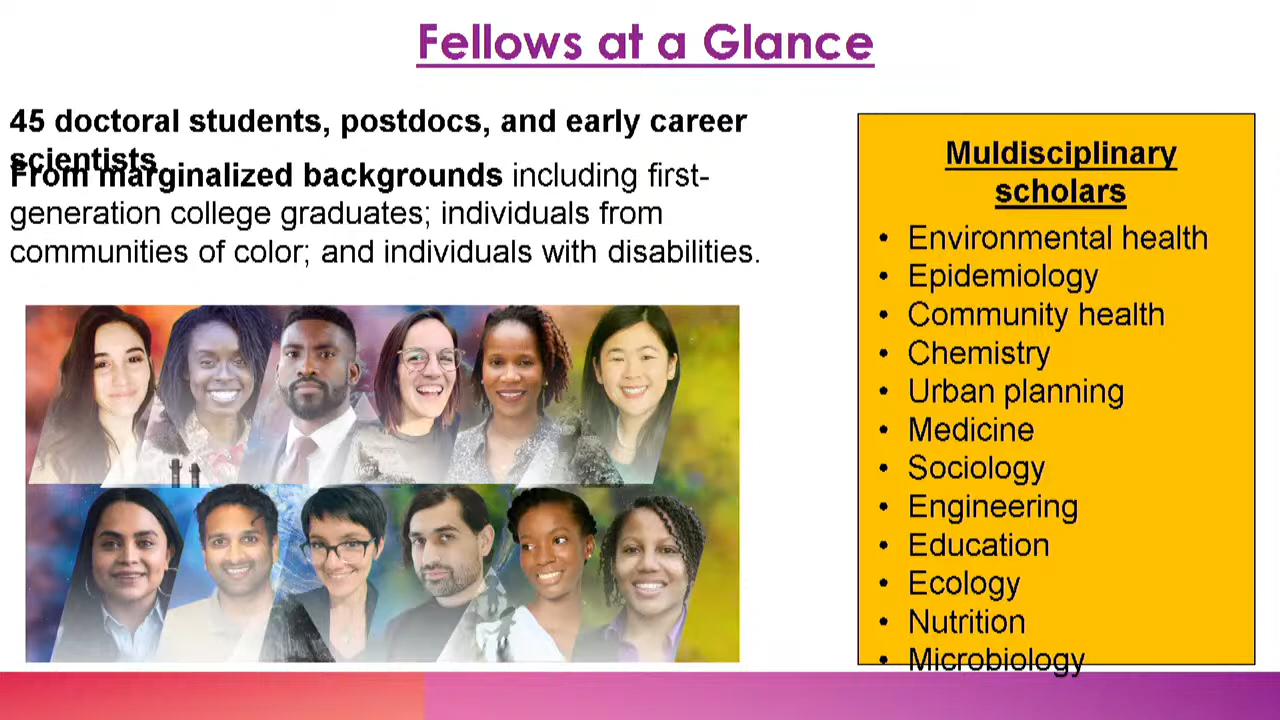 Fellows at a Glance
45 doctoral students, postdocs, and early career
scientists
From marginalized backgrounds including first-
generation college graduates; individuals from
communities of color; and individuals with disabilities.
Muldisciplinary
scholars
• Environmental health
• Epidemiology
• Community health
• Chemistry
• Urban planning
• Medicine
• Sociology
• Engineering
• Education
• Ecology
• Nutrition
• Microbiology